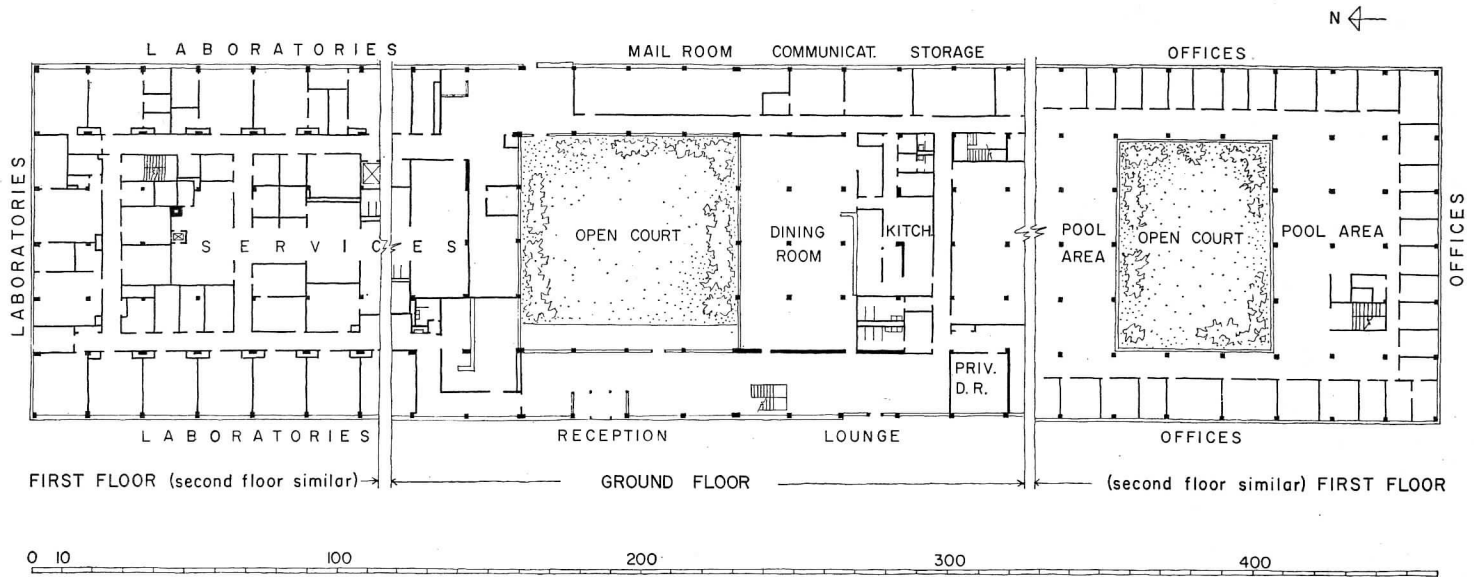 N
LABORATORIES
MAIL ROOM COMMUNICAT. STORAGE
OFFICES
LABORATORIES
SERVICES
OPEN COURT
DINING
ROOM
KITCH.
POOL
AREA
OPEN COURT
POOL AREA
OFFICES
PRIV.
D. R.
LABORATORIES
RECEPTION
LOUNGE
OFFICES
FIRST FLOOR (second floor similar)
GROUND FLOOR
(second floor similar) FIRST FLOOR
0 10 100 200 300 400